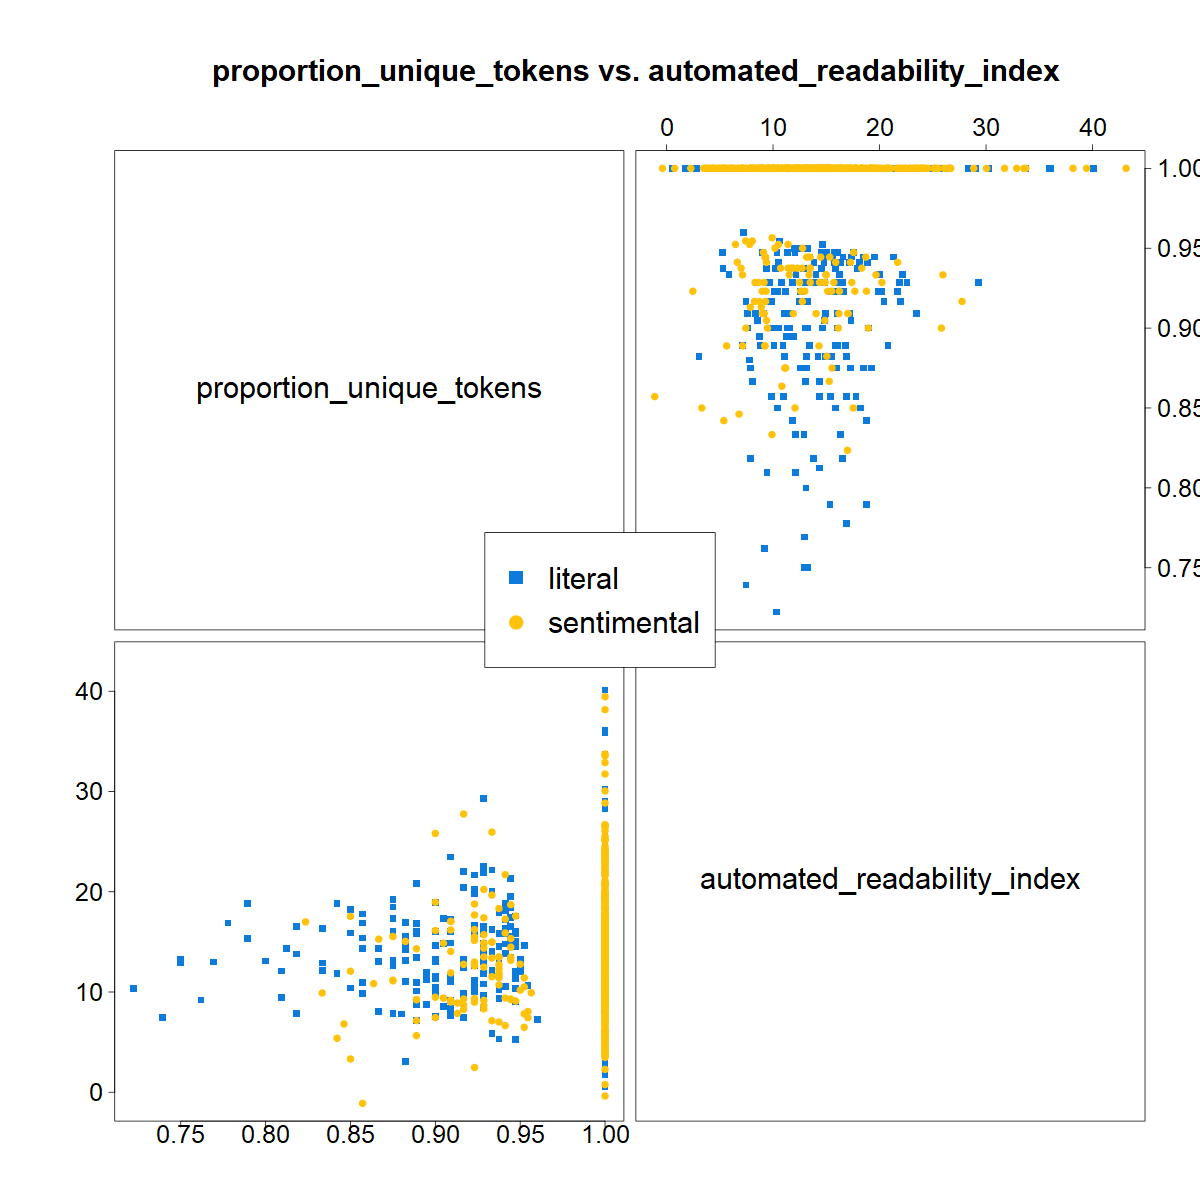 proportion_unique_tokens vs. automated_readability_index
0 10 20 30 40
proportion_unique_tokens
1.00
0.95
0.90
0.85
0.80
0.75
literal
sentimental
40
30
20
10
0
automated_readability_index
0.75 0.80 0.85 0.90 0.95 1.00